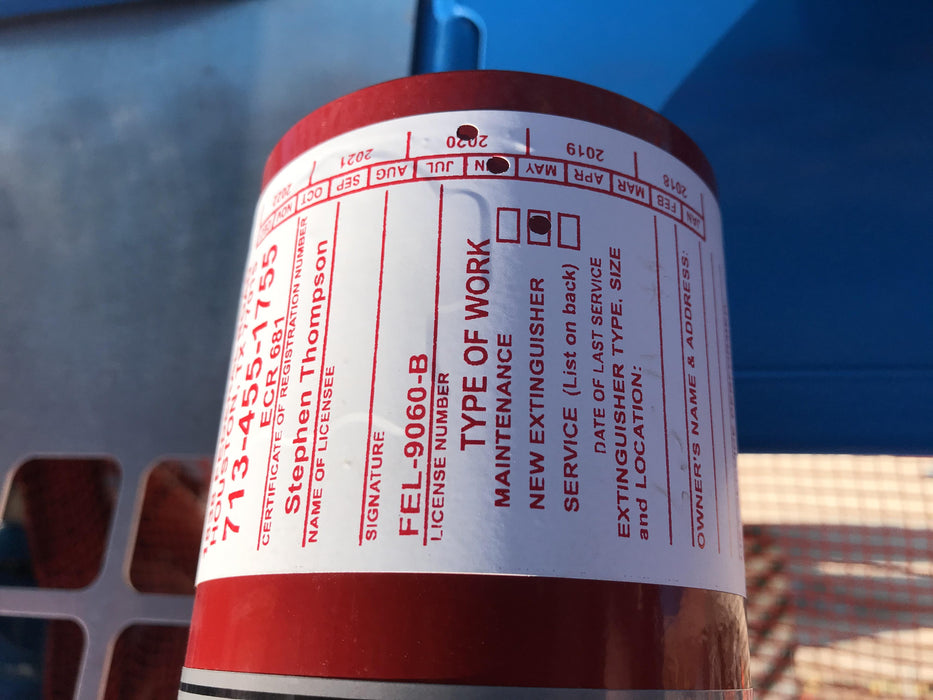 HOUSTON, TX
713-455-1755
ECR 681
CERTIFICATE OF REGISTRATION NUMBER
Stephen Thompson
NAME OF LICENSEE
SIGNATURE
FEL-9060-B
LICENSE NUMBER
TYPE OF WORK
MAINTENANCE
NEW EXTINGUISHER
SERVICE (List on back)
DATE OF LAST SERVICE
EXTINGUISHER TYPE, SIZE
and LOCATION:
OWNER'S NAME & ADDRESS:
2018 2019 2020 2021 2022
JAN FEB MAR APR MAY JUL AUG SEP OCT NOV